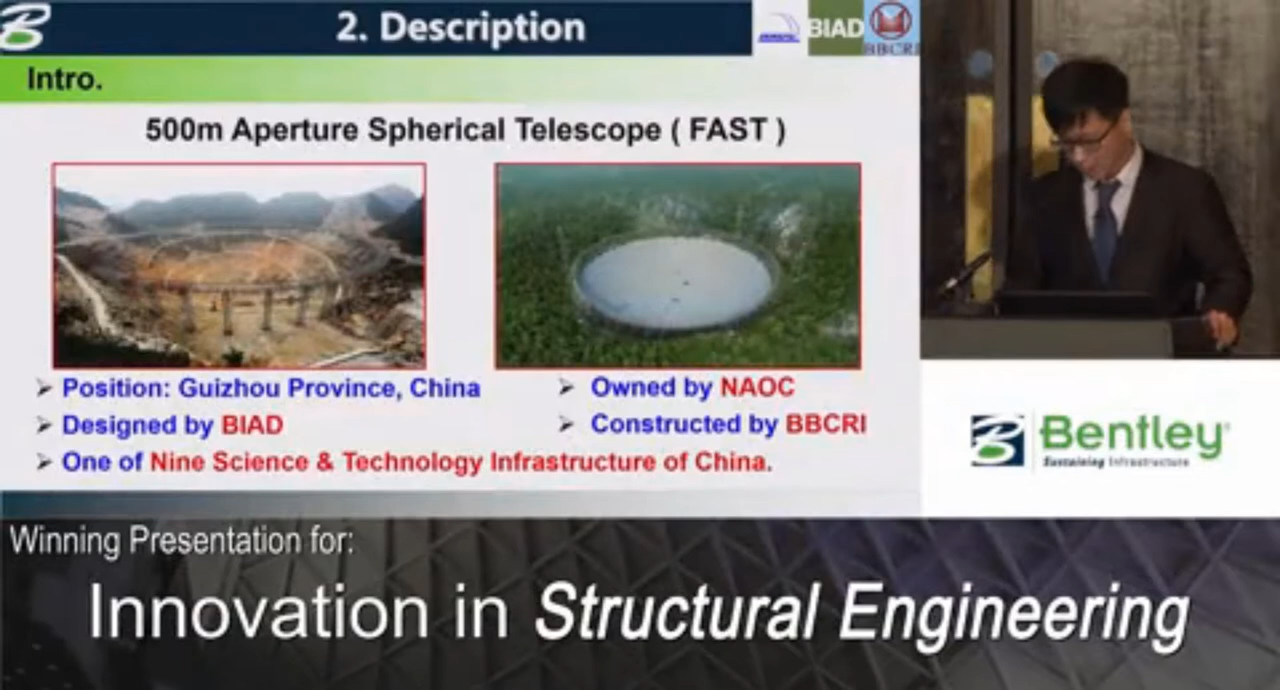 2. Description
BIAD
BBCRI
Intro.
500m Aperture Spherical Telescope ( FAST )
➢ Position: Guizhou Province, China
➢ Owned by NAOC
➢ Designed by BIAD
➢ Constructed by BBCRI
➢ One of Nine Science & Technology Infrastructure of China.
Bentley®
Sustaining Infrastructure
Winning Presentation for:
Innovation in Structural Engineering